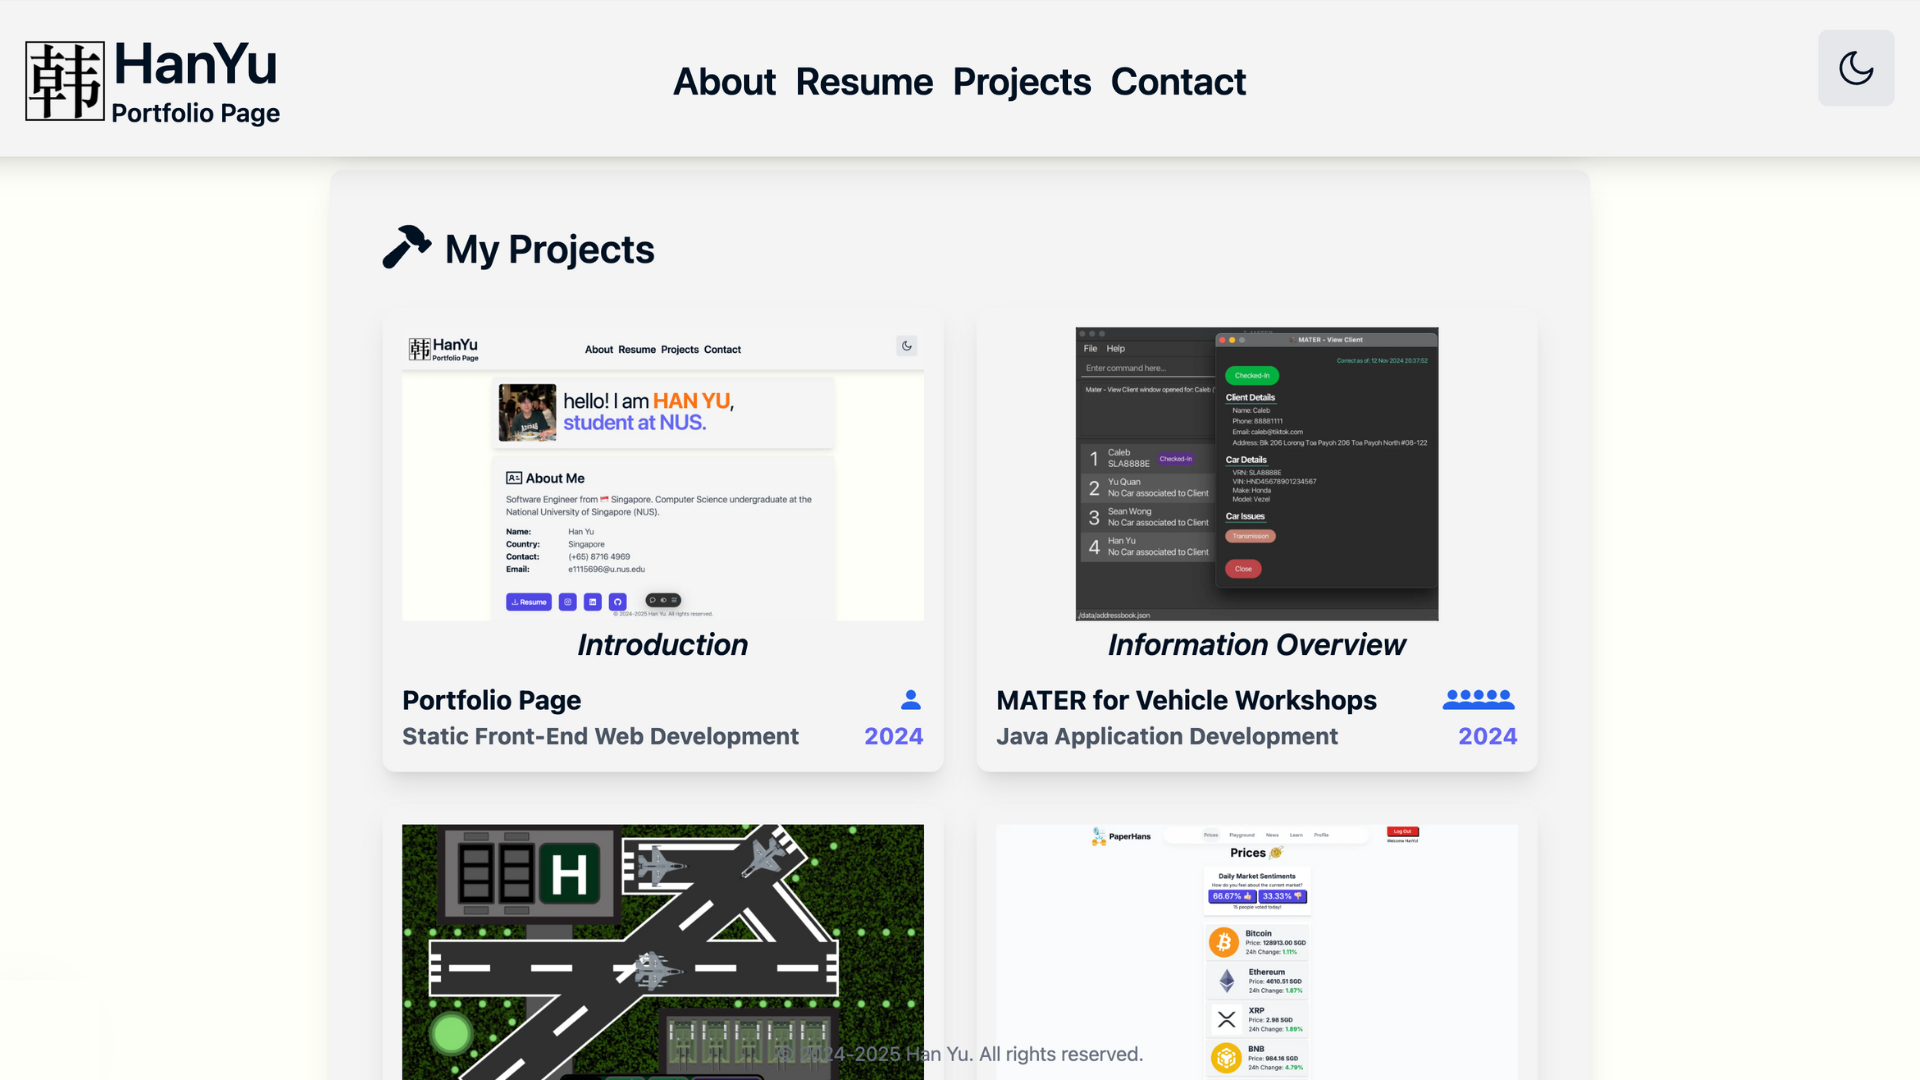 韩
HanYu
Portfolio Page
About Resume Projects Contact
My Projects
韩 HanYu
Portfolio Page
About Resume Projects Contact
hello! I am HAN YU,
student at NUS.
About Me
Software Engineer from 🇸🇬 Singapore. Computer Science undergraduate at the
National University of Singapore (NUS).
Name: Han Yu
Country: Singapore
Contact: (+65) 8716 4969
Email: e1115696@u.nus.edu
Resume
© 2024-2025 Han Yu. All rights reserved.
Introduction
Portfolio Page
Static Front-End Web Development 2024
File Help
Enter command here...
Mater - View Client window opened for: Caleb
1 Caleb
SLA8888E Checked-In
2 Yu Quan
No Car associated to Client
3 Sean Wong
No Car associated to Client
4 Han Yu
No Car associated to Client
/data/addressbook.json
MATER - View Client
Correct as of: 12 Nov 2024 20:37:52
Checked-In
Client Details
Name: Caleb
Phone: 88881111
Email: caleb@tiktok.com
Address: Blk 206 Lorong Toa Payoh 206 Toa Payoh North #08-122
Car Details
VRN: SLA8888E
VIN: HND45678901234567
Make: Honda
Model: Vezel
Car Issues
Transmission
Close
Information Overview
MATER for Vehicle Workshops
Java Application Development 2024
H
PaperHans
Prices Playground News Learn Profile
Log Out
Welcome HanYu!
Prices
Daily Market Sentiments
How do you feel about the current market?
66.67% 33.33%
15 people voted today!
Bitcoin
Price: 128913.00 SGD
24h Change: 1.11%
Ethereum
Price: 4610.51 SGD
24h Change: 1.87%
XRP
Price: 2.98 SGD
24h Change: 1.89%
BNB
Price: 984.16 SGD
24h Change: 4.79%
© 2024-2025 Han Yu. All rights reserved.